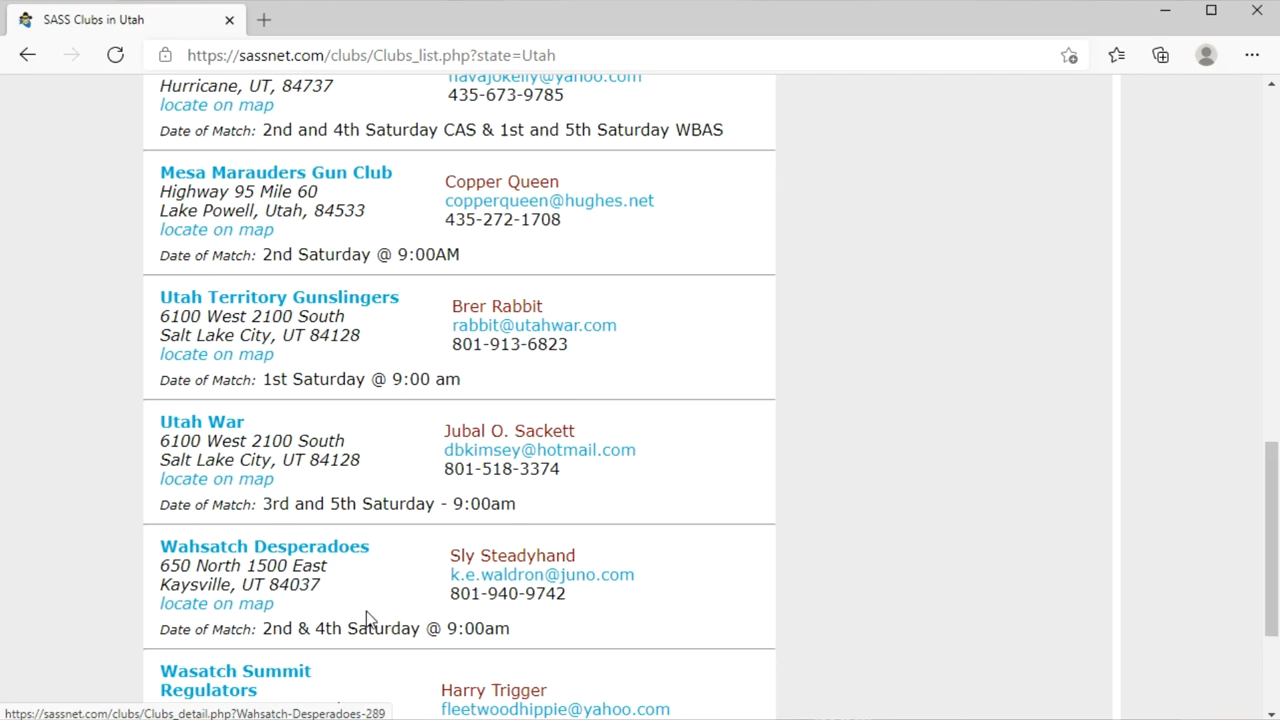 SASS Clubs in Utah
https://sassnet.com/clubs/Clubs_list.php?state=Utah
navajokelly@yahoo.com
Hurricane, UT, 84737
435-673-9785
locate on map
Date of Match: 2nd and 4th Saturday CAS & 1st and 5th Saturday WBAS
Mesa Marauders Gun Club
Highway 95 Mile 60
Lake Powell, Utah, 84533
locate on map
Copper Queen
copperqueen@hughes.net
435-272-1708
Date of Match: 2nd Saturday @ 9:00AM
Utah Territory Gunslingers
6100 West 2100 South
Salt Lake City, UT 84128
locate on map
Brer Rabbit
rabbit@utahwar.com
801-913-6823
Date of Match: 1st Saturday @ 9:00 am
Utah War
6100 West 2100 South
Salt Lake City, UT 84128
locate on map
Jubal O. Sackett
dbkimsey@hotmail.com
801-518-3374
Date of Match: 3rd and 5th Saturday - 9:00am
Wahsatch Desperadoes
650 North 1500 East
Kaysville, UT 84037
locate on map
Sly Steadyhand
k.e.waldron@juno.com
801-940-9742
Date of Match: 2nd & 4th Saturday @ 9:00am
Wasatch Summit
Regulators
Harry Trigger
fleetwoodhippie@yahoo.com
https://sassnet.com/clubs/Clubs_detail.php?Wahsatch-Desperadoes-289